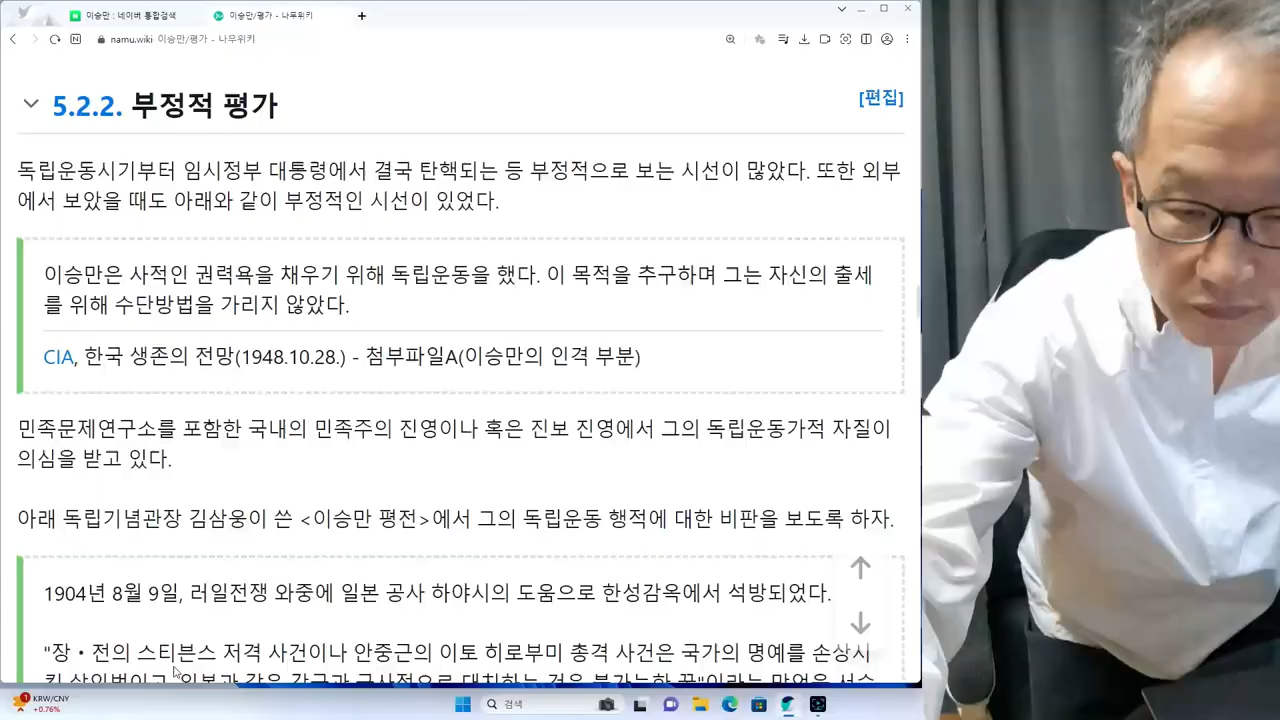 이승만 : 네이버 통합검색
이승만/평가 - 나무위키
namu.wiki 이승만/평가 - 나무위키
5.2.2. 부정적 평가
[편집]
독립운동시기부터 임시정부 대통령에서 결국 탄핵되는 등 부정적으로 보는 시선이 많았다. 또한 외부
에서 보았을 때도 아래와 같이 부정적인 시선이 있었다.
이승만은 사적인 권력욕을 채우기 위해 독립운동을 했다. 이 목적을 추구하며 그는 자신의 출세
를 위해 수단방법을 가리지 않았다.
CIA, 한국 생존의 전망(1948.10.28.) - 첨부파일A(이승만의 인격 부분)
민족문제연구소를 포함한 국내의 민족주의 진영이나 혹은 진보 진영에서 그의 독립운동가적 자질이
의심을 받고 있다.
아래 독립기념관장 김삼웅이 쓴 <이승만 평전>에서 그의 독립운동 행적에 대한 비판을 보도록 하자.
1904년 8월 9일, 러일전쟁 와중에 일본 공사 하야시의 도움으로 한성감옥에서 석방되었다.
"장·전의 스티븐스 저격 사건이나 안중근의 이토 히로부미 총격 사건은 국가의 명예를 손상시
KRW/CNY
+0.76%
검색